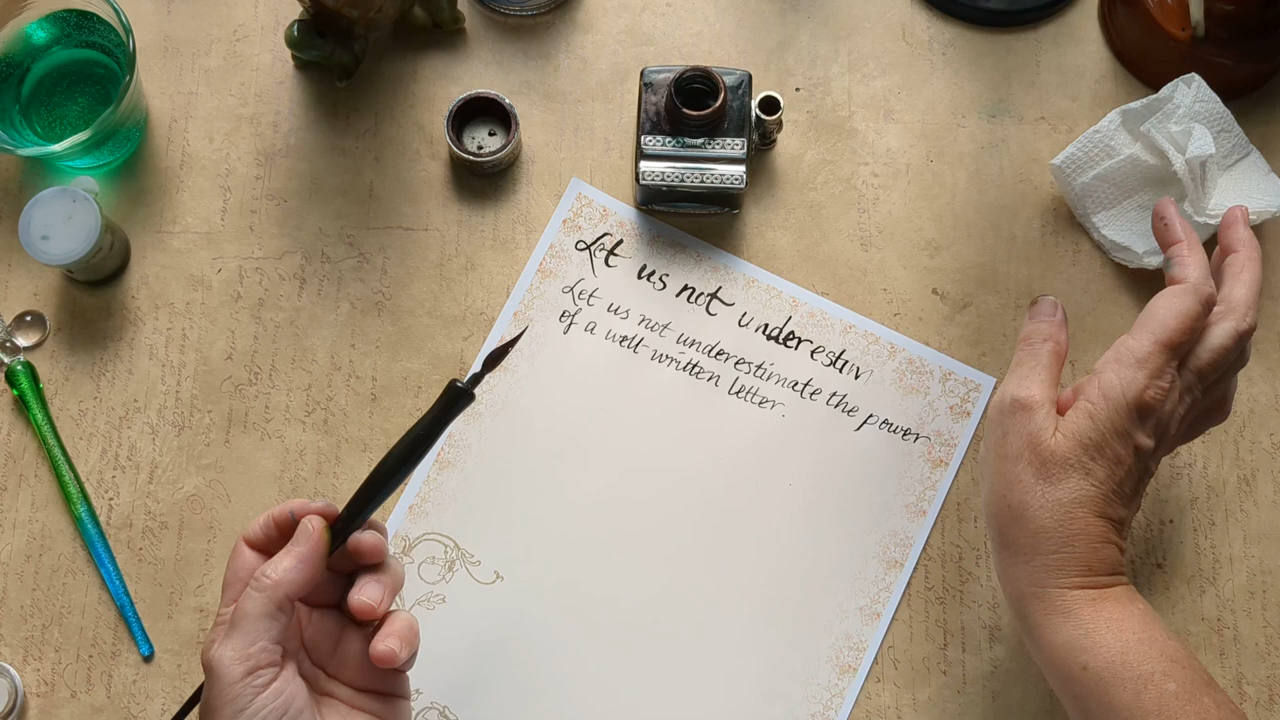 Let us not underestim
Let us not underestimate the power
of a well written letter.